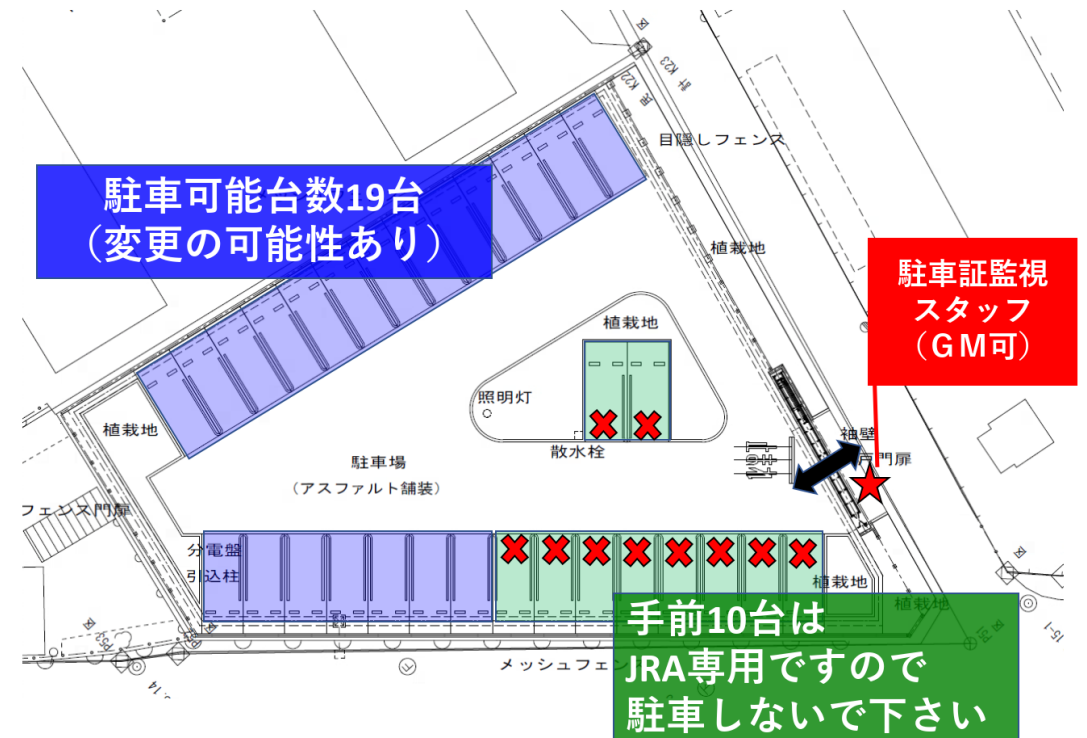 K22
K23
目隠しフェンス
駐車可能台数19台
（変更の可能性あり）
植栽地
駐車証監視
スタッフ
（GM可）
植栽地
照明灯
植栽地
散水栓
袖壁
門扉
駐車場
（アスファルト舗装）
フェンス門扉
分電盤
引込柱
植栽地
植栽地
手前10台は
JRA専用ですので
駐車しないで下さい
メッシュフェン
15-1